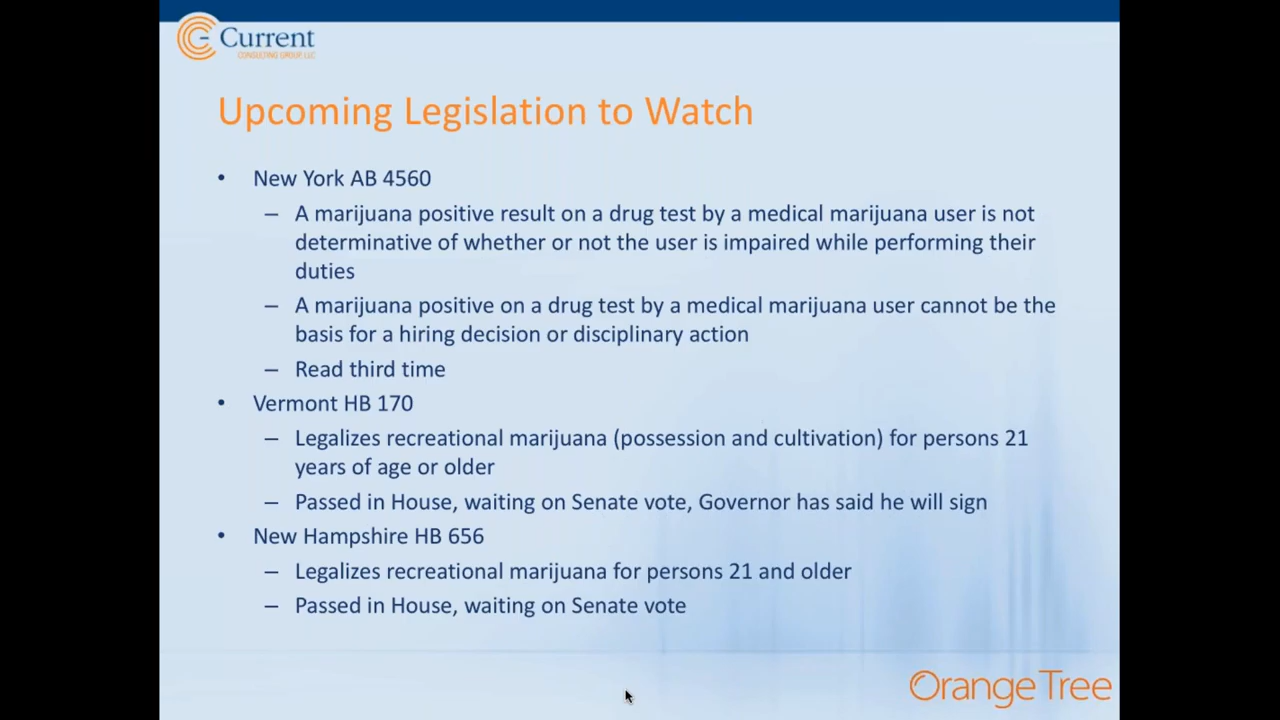 Current
CONSULTING GROUP, LLC
Upcoming Legislation to Watch
• New York AB 4560
– A marijuana positive result on a drug test by a medical marijuana user is not
determinative of whether or not the user is impaired while performing their
duties
– A marijuana positive on a drug test by a medical marijuana user cannot be the
basis for a hiring decision or disciplinary action
– Read third time
• Vermont HB 170
– Legalizes recreational marijuana (possession and cultivation) for persons 21
years of age or older
– Passed in House, waiting on Senate vote, Governor has said he will sign
• New Hampshire HB 656
– Legalizes recreational marijuana for persons 21 and older
– Passed in House, waiting on Senate vote
OrangeTree